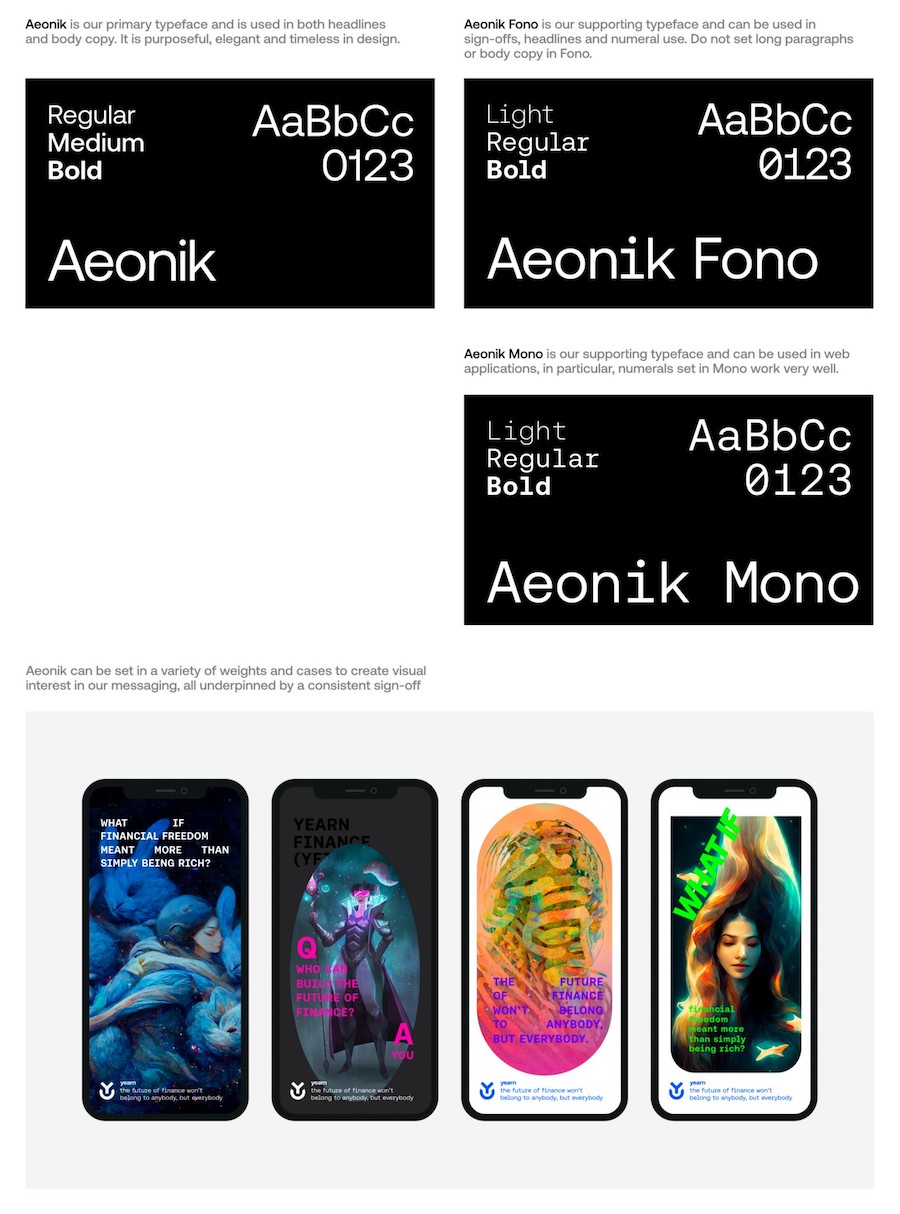 Aeonik is our primary typeface and is used in both headlines
and body copy. It is purposeful, elegant and timeless in design.
Aeonik Fono is our supporting typeface and can be used in
sign-offs, headlines and numeral use. Do not set long paragraphs
or body copy in Fono.
Regular
Medium
Bold
AaBbCc
0123
Aeonik
Light
Regular
Bold
AaBbCc
0123
Aeonik Fono
Aeonik Mono is our supporting typeface and can be used in web
applications, in particular, numerals set in Mono work very well.
Light
Regular
Bold
AaBbCc
0123
Aeonik Mono
Aeonik can be set in a variety of weights and cases to create visual
interest in our messaging, all underpinned by a consistent sign-off
WHAT IF
FINANCIAL FREEDOM
MEANT MORE THAN
SIMPLY BEING RICH?
yearn
the future of finance won't
belong to anybody, but everybody
YEARN
FINANCE
(YFI)
Q
WHO CAN
BUILD THE
FUTURE OF
FINANCE?
A
YOU
yearn
the future of finance won't
belong to anybody, but everybody
THE FUTURE
OF FINANCE
WON'T BELONG
TO ANYBODY,
BUT EVERYBODY.
yearn
the future of finance won't
belong to anybody, but everybody
WHAT IF
financial
freedom
meant more
than simply
being rich?
yearn
the future of finance won't
belong to anybody, but everybody